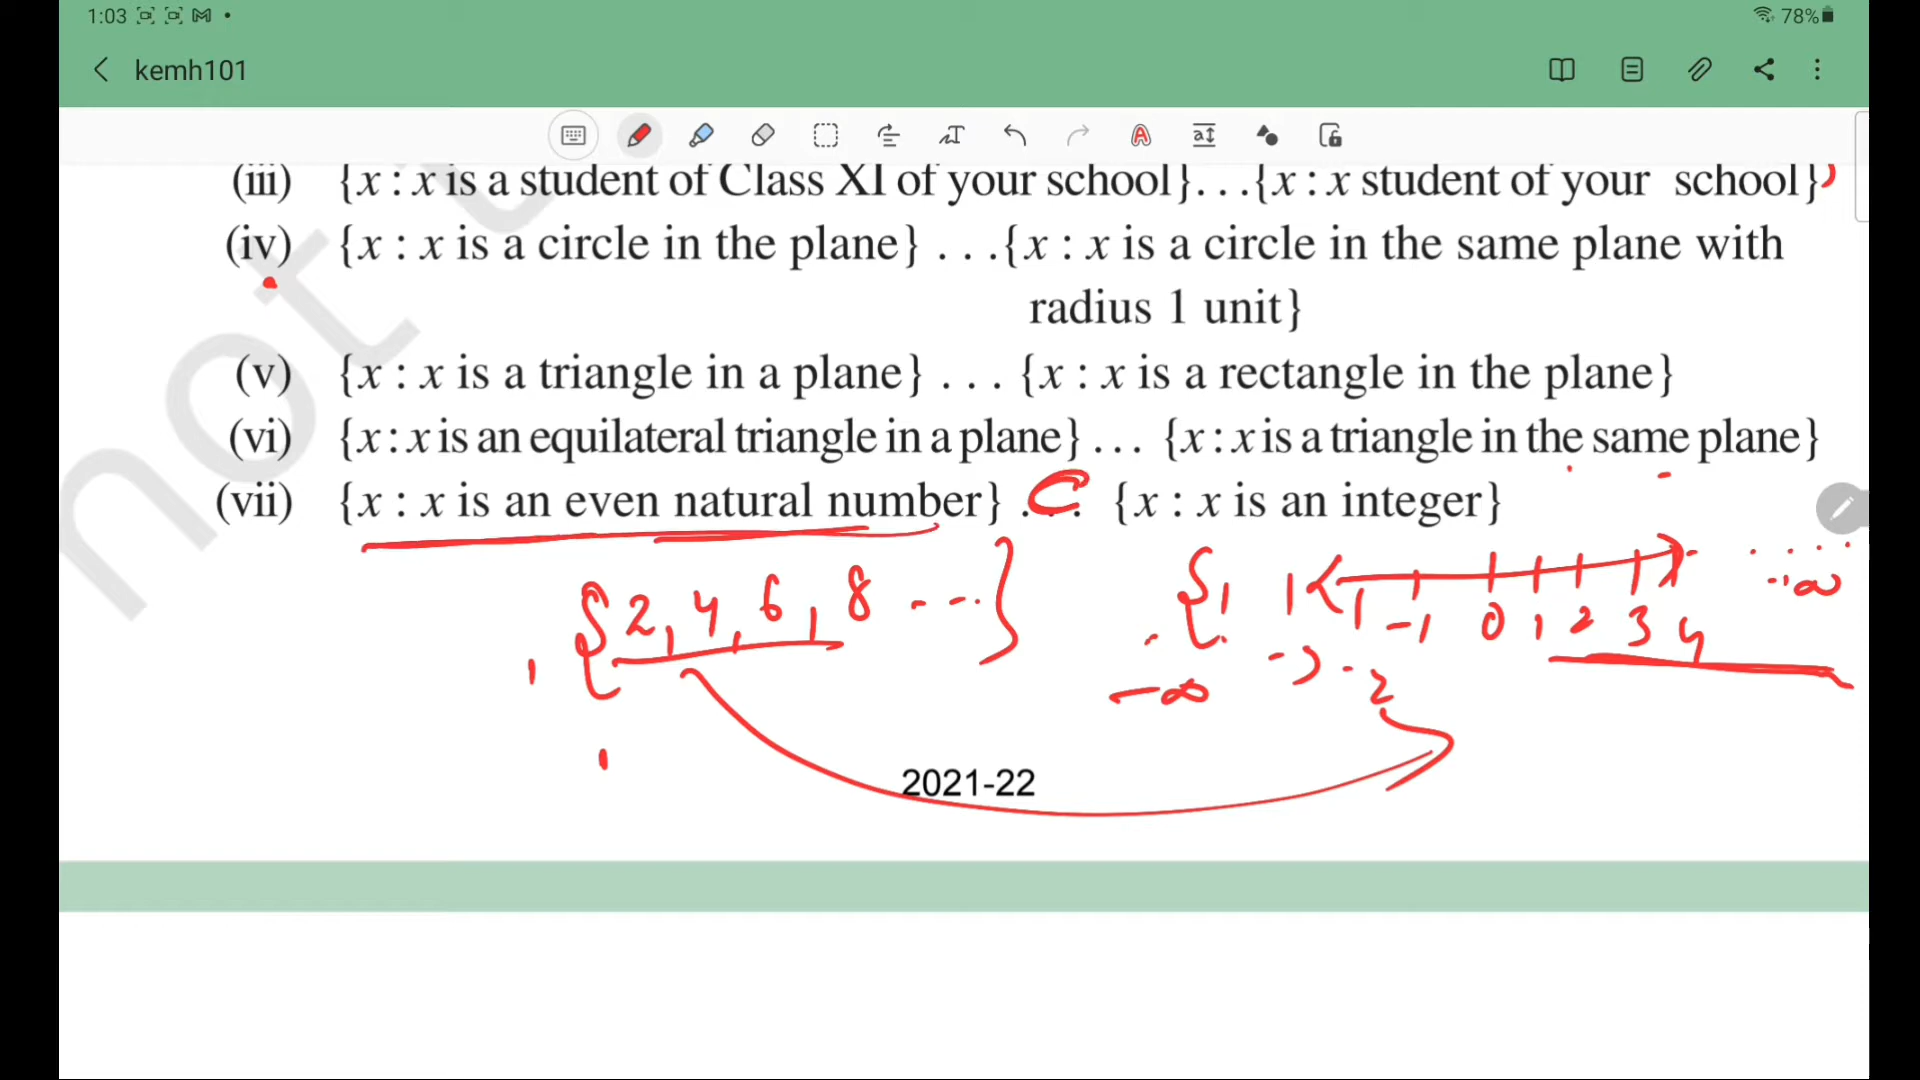 1:03
78%
kemh101
(iii) {x : x is a student of Class XI of your school}. . .{x : x student of your school}
(iv) {x : x is a circle in the plane} . . .{x : x is a circle in the same plane with
radius 1 unit}
(v) {x : x is a triangle in a plane} . . . {x : x is a rectangle in the plane}
(vi) {x : x is an equilateral triangle in a plane} . . . {x : x is a triangle in the same plane}
(vii) {x : x is an even natural number} ⊂ {x : x is an integer}
{2, 4, 6, 8 ---}
-1 0 1 2 3 4
∞
-∞ -3 -2
2021-22
not